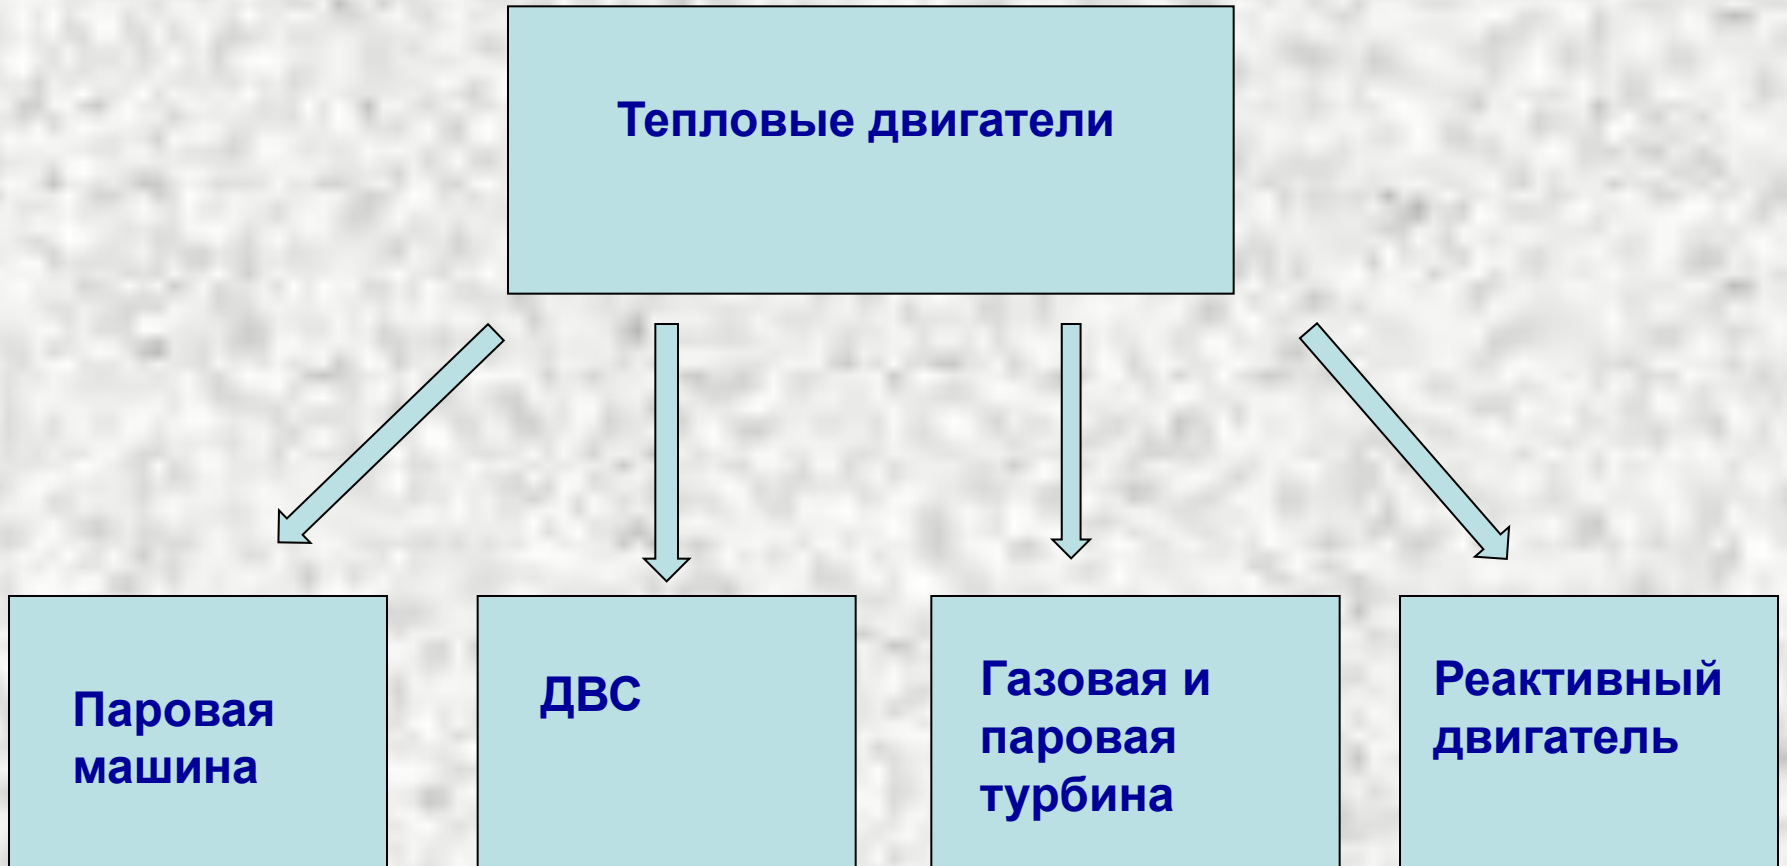 Тепловые двигатели
Паровая
машина
ДВС
Газовая и
паровая
турбина
Реактивный
двигатель